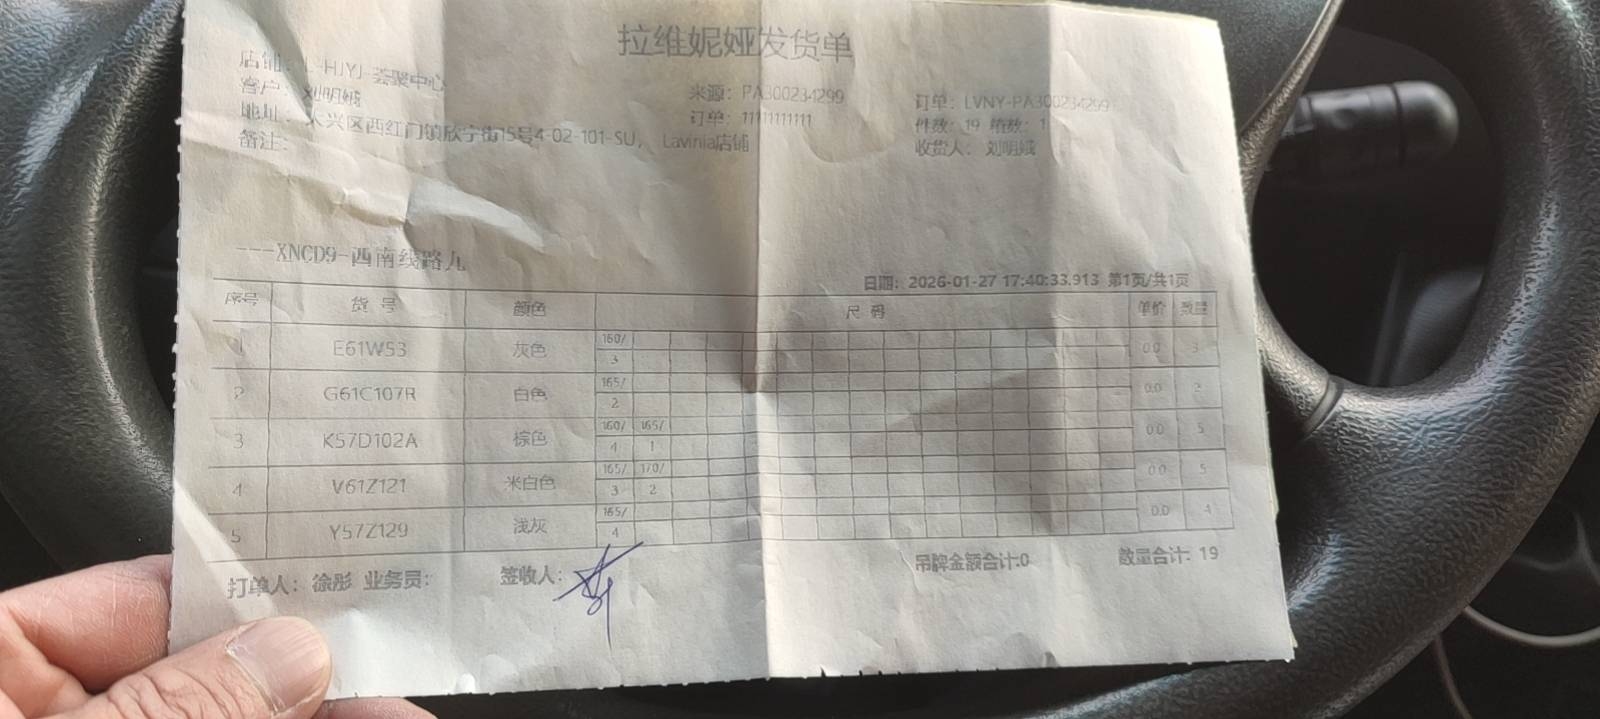 拉维妮娅发货单
店铺: L-HJYJ-荟聚中心
客户: 刘明娥
来源: PA300234299
订单: LVNY-PA300234299
地址: 大兴区西红门镇欣宁街15号4-02-101-SU, Lavinia店铺
订单: 11111111111
件数: 19 箱数: 1
备注:
收货人: 刘明娥
---XNCD9-西南线路九
日期: 2026-01-27 17:40:33.913 第1页/共1页
序号 货号 颜色 尺码 单价 数量
1 E61W53 灰色 160/ 3 0.0 3
2 G61C107R 白色 165/ 2 0.0 2
3 K57D102A 棕色 160/ 165/ 4 1 0.0 5
4 V61Z121 米白色 165/ 170/ 3 2 0.0 5
5 Y57Z129 浅灰 165/ 4 0.0 4
吊牌金额合计:0 数量合计: 19
打单人: 徐彤 业务员: 签收人: